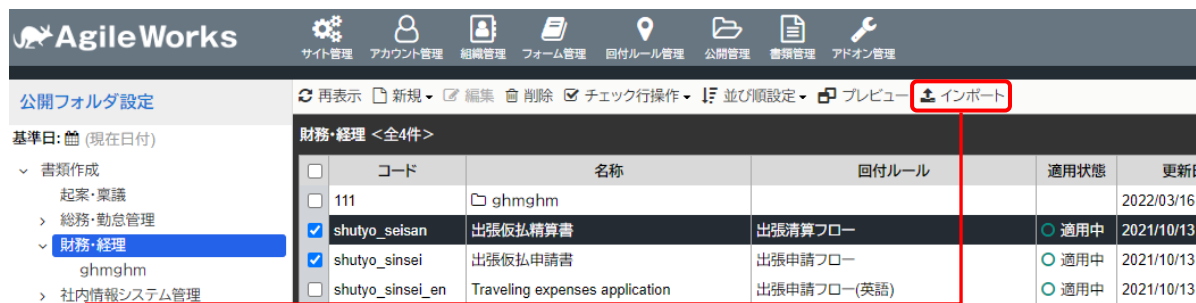 AgileWorks
サイト管理 アカウント管理 組織管理 フォーム管理 回付ルール管理 公開管理 書類管理 アドオン管理
公開フォルダ設定
再表示 新規 編集 削除 チェック行操作 並び順設定 プレビュー インポート
基準日: (現在日付)
財務・経理 <全4件>
書類作成
コード 名称 回付ルール 適用状態 更新日
起案・稟議
111 ghmghm 2022/03/16
総務・勤怠管理
shutyo_seisan 出張仮払精算書 出張清算フロー 適用中 2021/10/13
財務・経理
shutyo_sinsei 出張仮払申請書 出張申請フロー 適用中 2021/10/13
ghmghm
shutyo_sinsei_en Traveling expenses application 出張申請フロー(英語) 適用中 2021/10/13
社内情報システム管理